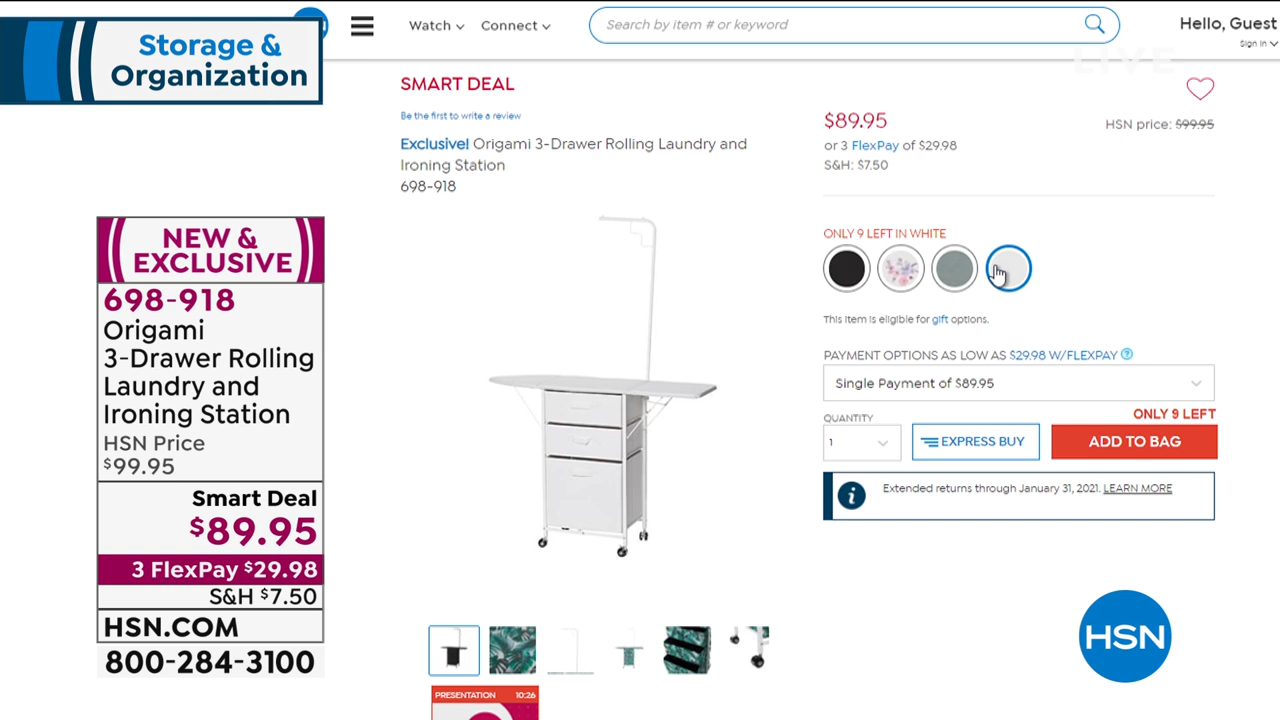 Storage &
Organization
Watch
Connect
Search by item # or keyword
Hello, Guest
Sign In
LIVE
SMART DEAL
Be the first to write a review
Exclusive! Origami 3-Drawer Rolling Laundry and
Ironing Station
698-918
$89.95
HSN price: $99.95
or 3 FlexPay of $29.98
S&H: $7.50
ONLY 9 LEFT IN WHITE
This item is eligible for gift options.
PAYMENT OPTIONS AS LOW AS $29.98 W/FLEXPAY ?
Single Payment of $89.95
ONLY 9 LEFT
QUANTITY
1
EXPRESS BUY
ADD TO BAG
i
Extended returns through January 31, 2021. LEARN MORE
NEW &
EXCLUSIVE
698-918
Origami
3-Drawer Rolling
Laundry and
Ironing Station
HSN Price
$99.95
Smart Deal
$89.95
3 FlexPay $29.98
S&H $7.50
HSN.COM
800-284-3100
PRESENTATION 10:26
HSN